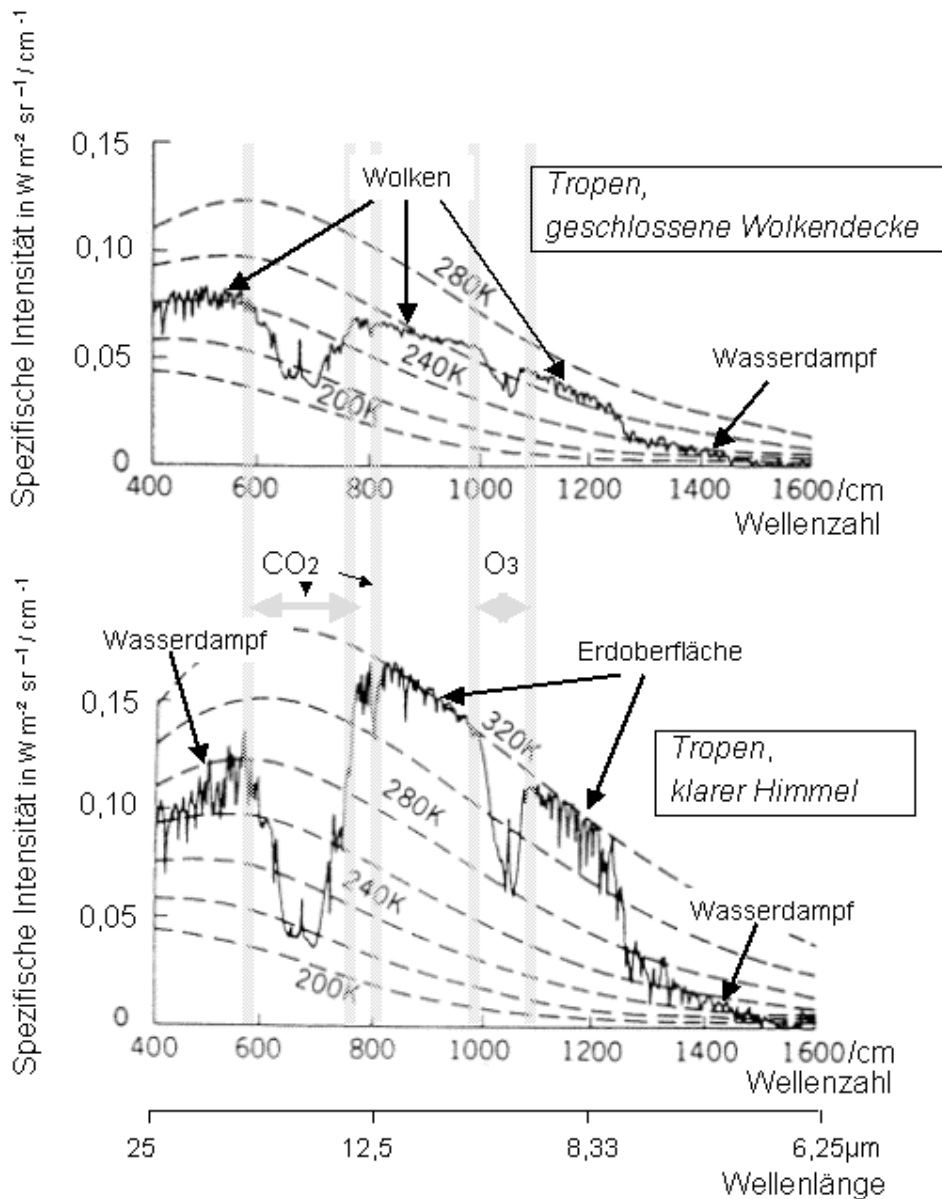 Spezifische Intensität in W m⁻² sr⁻¹/cm⁻¹
0,15
0,10
0,05
0
Wolken
Tropen,
geschlossene Wolkendecke
280K
240K
200K
Wasserdampf
400 600 800 1000 1200 1400 1600/cm
Wellenzahl
CO₂
O₃
Spezifische Intensität in W m⁻² sr⁻¹/cm⁻¹
0,15
0,10
0,05
0
Wasserdampf
Erdoberfläche
320K
Tropen,
klarer Himmel
280K
240K
200K
Wasserdampf
400 600 800 1000 1200 1400 1600/cm
Wellenzahl
25 12,5 8,33 6,25µm
Wellenlänge